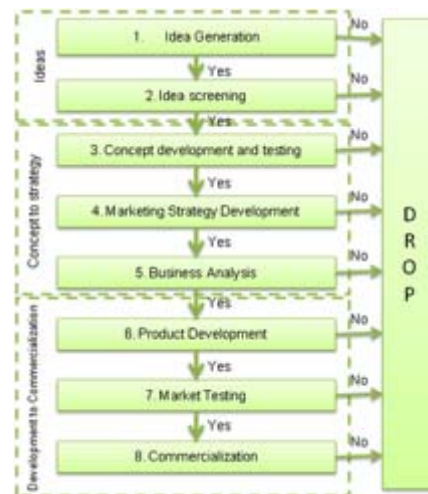 Ideas
1. Idea Generation
No
Yes
2. Idea screening
No
Yes
Concept to strategy
3. Concept development and testing
No
Yes
4. Marketing Strategy Development
No
Yes
5. Business Analysis
No
Yes
Development to Commercialization
6. Product Development
No
Yes
7. Market Testing
No
Yes
8. Commercialization
No
D
R
O
P